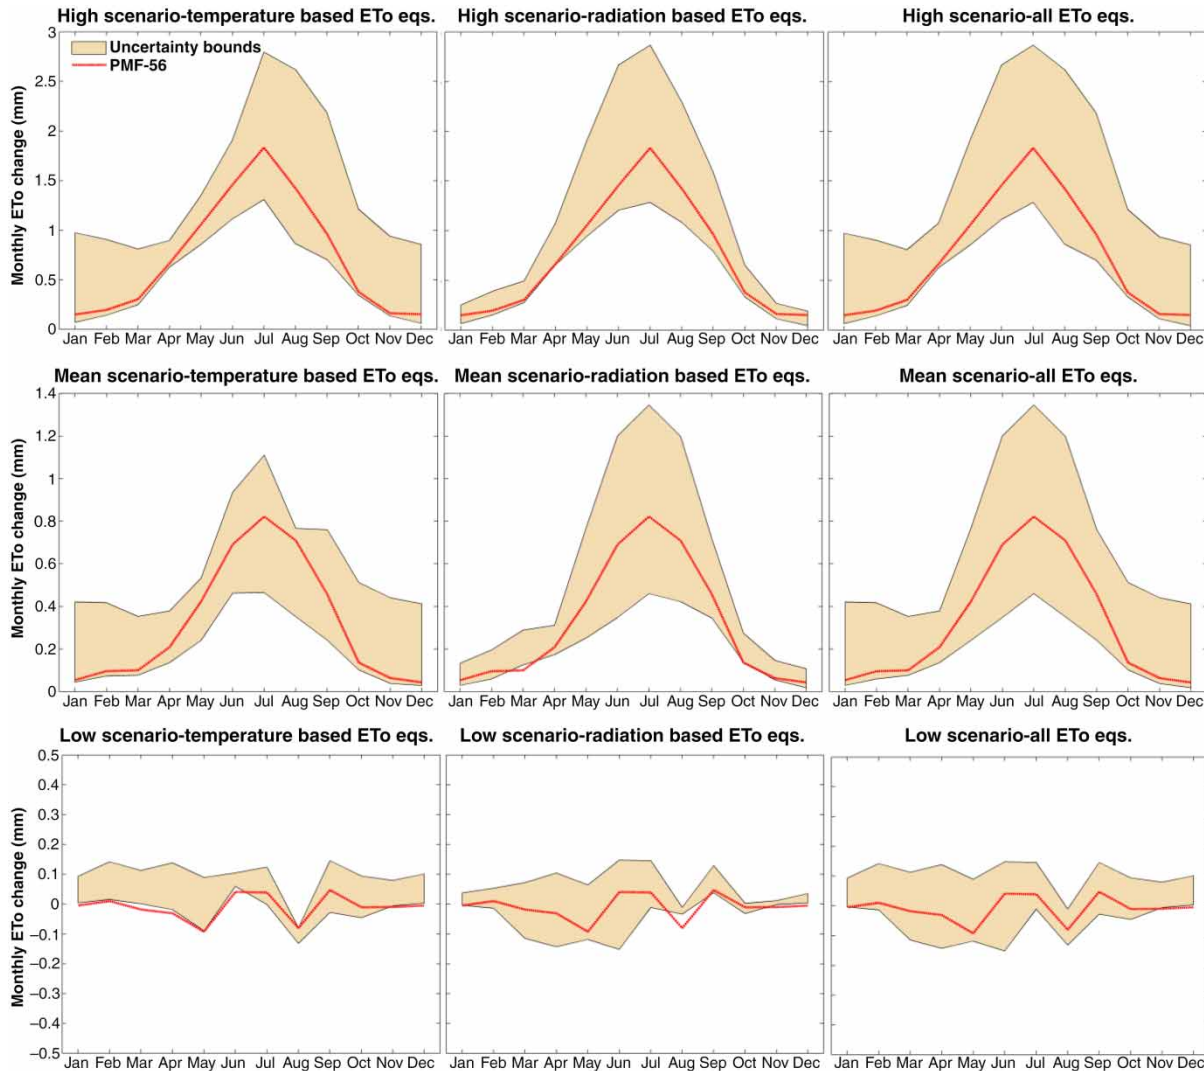 High scenario-temperature based ETo eqs.
High scenario-radiation based ETo eqs.
High scenario-all ETo eqs.
Monthly ETo change (mm)
3
2.5
2
1.5
1
0.5
0
Uncertainty bounds
PMF-56
Jan Feb Mar Apr May Jun Jul Aug Sep Oct Nov Dec
Jan Feb Mar Apr May Jun Jul Aug Sep Oct Nov Dec
Jan Feb Mar Apr May Jun Jul Aug Sep Oct Nov Dec
Mean scenario-temperature based ETo eqs.
Mean scenario-radiation based ETo eqs.
Mean scenario-all ETo eqs.
Monthly ETo change (mm)
1.4
1.2
1
0.8
0.6
0.4
0.2
0
Jan Feb Mar Apr May Jun Jul Aug Sep Oct Nov Dec
Jan Feb Mar Apr May Jun Jul Aug Sep Oct Nov Dec
Jan Feb Mar Apr May Jun Jul Aug Sep Oct Nov Dec
Low scenario-temperature based ETo eqs.
Low scenario-radiation based ETo eqs.
Low scenario-all ETo eqs.
Monthly ETo change (mm)
0.5
0.4
0.3
0.2
0.1
0
−0.1
−0.2
−0.3
−0.4
−0.5
Jan Feb Mar Apr May Jun Jul Aug Sep Oct Nov Dec
Jan Feb Mar Apr May Jun Jul Aug Sep Oct Nov Dec
Jan Feb Mar Apr May Jun Jul Aug Sep Oct Nov Dec